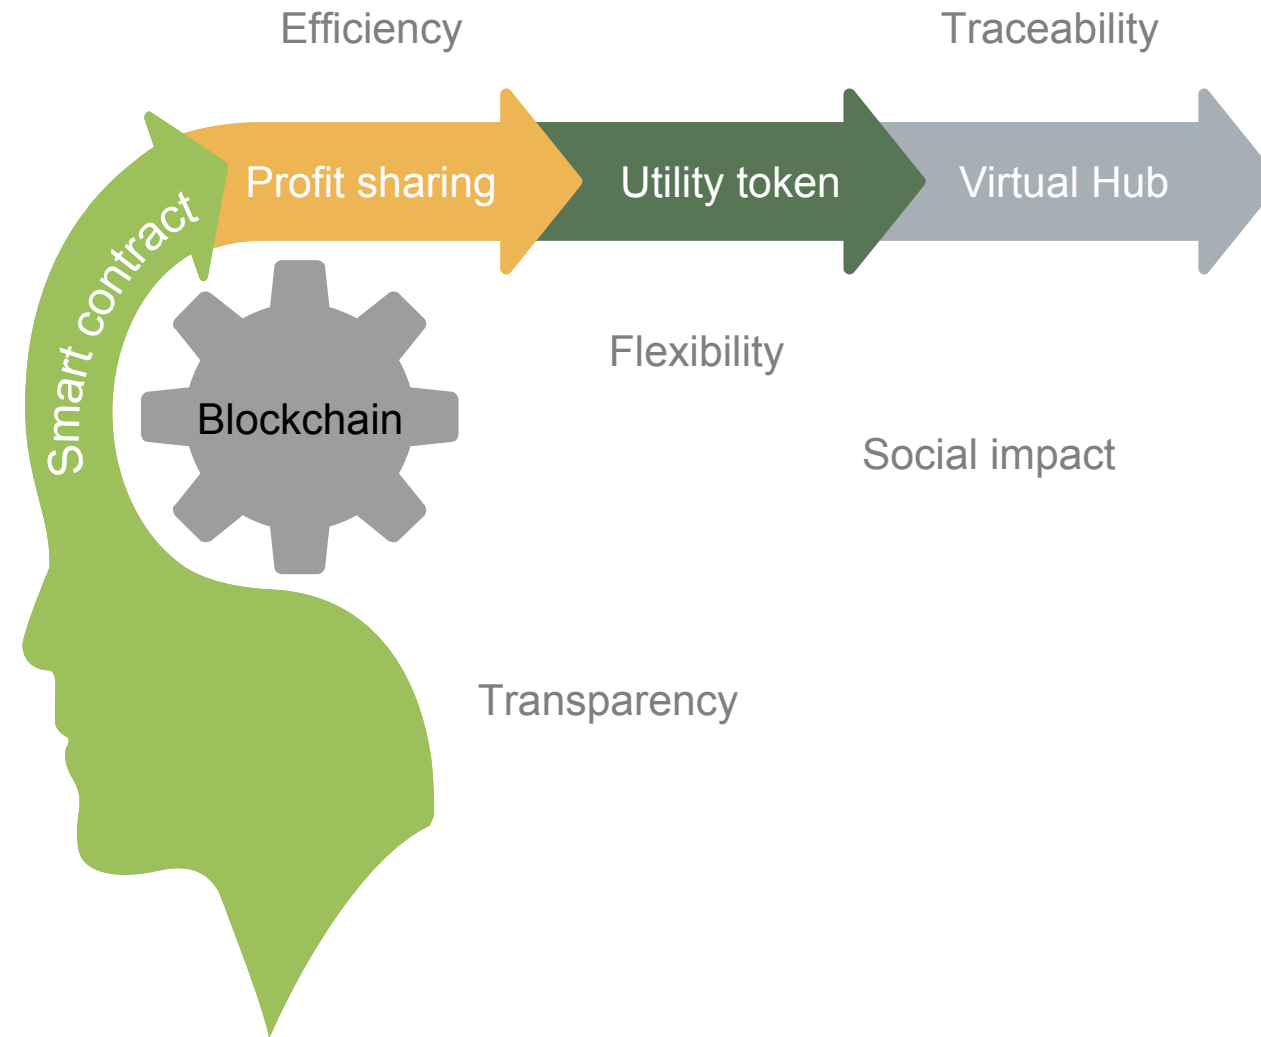 Efficiency
Traceability
Profit sharing
Utility token
Virtual Hub
Smart contract
Flexibility
Blockchain
Social impact
Transparency